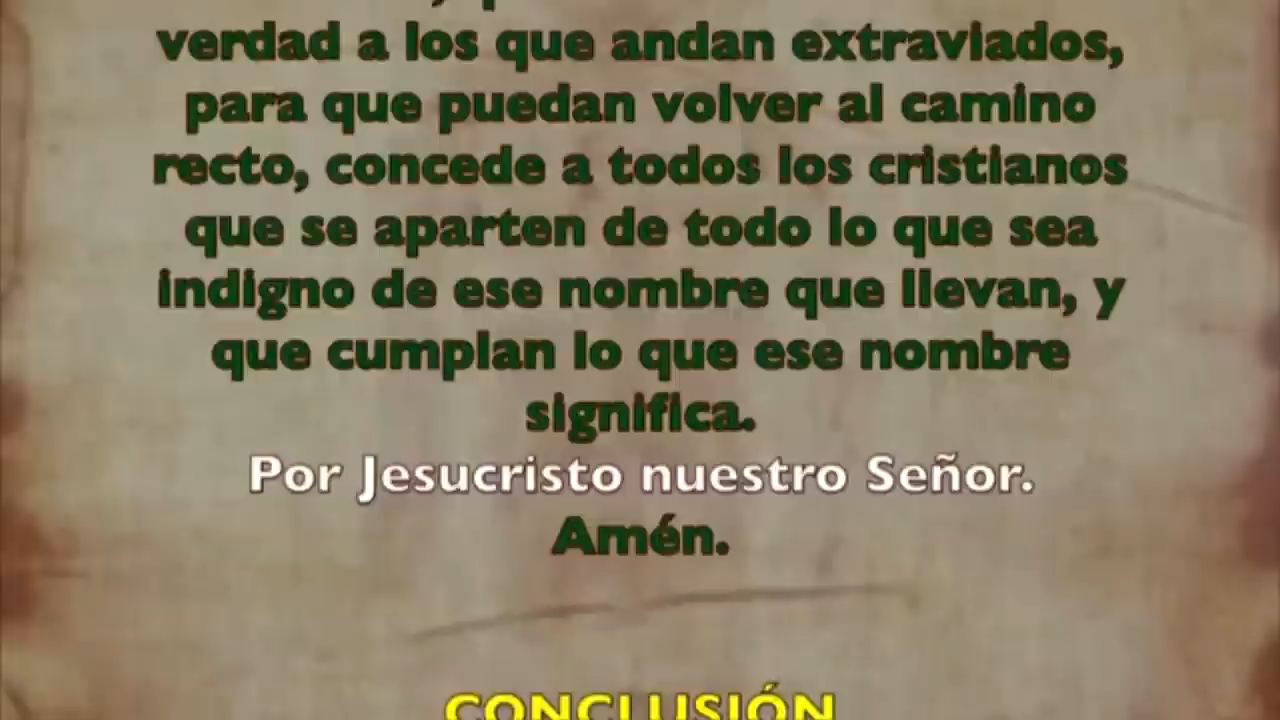 verdad a los que andan extraviados,
para que puedan volver al camino
recto, concede a todos los cristianos
que se aparten de todo lo que sea
indigno de ese nombre que llevan, y
que cumplan lo que ese nombre
significa.
Por Jesucristo nuestro Señor.
Amén.
CONCLUSIÓN